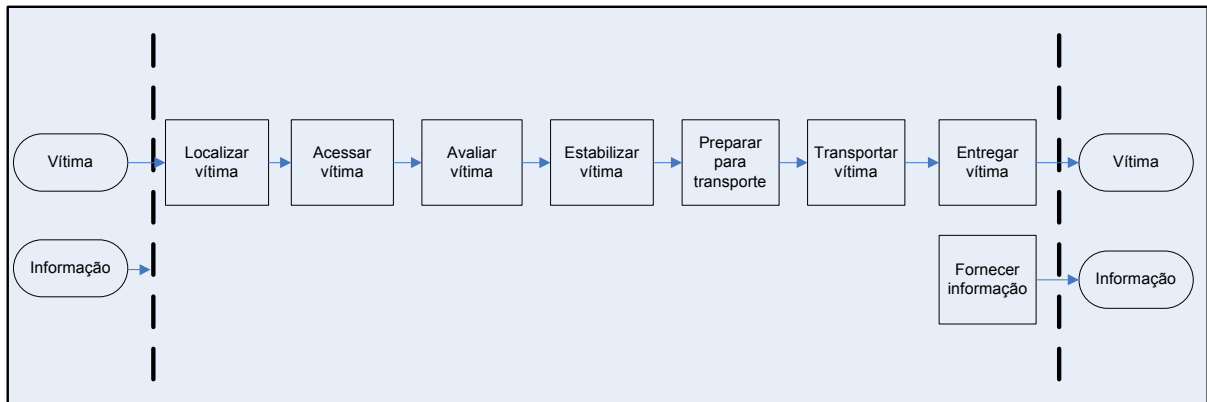 Vítima
Localizar
vítima
Acessar
vítima
Avaliar
vítima
Estabilizar
vítima
Preparar
para
transporte
Transportar
vítima
Entregar
vítima
Vítima
Informação
Fornecer
informação
Informação